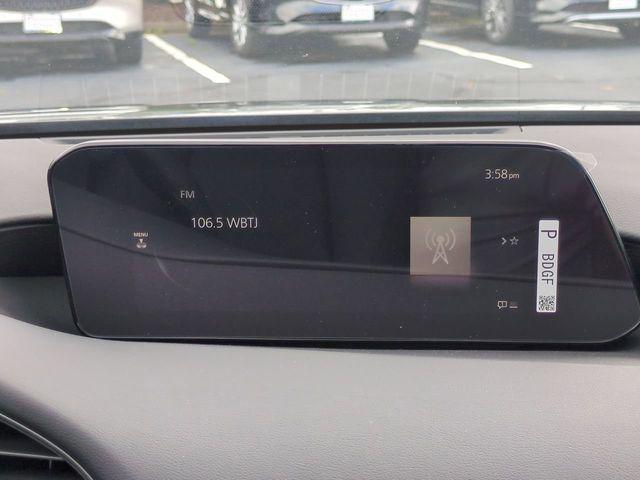 3:58pm
FM
106.5 WBTJ
MENU
P BDGF